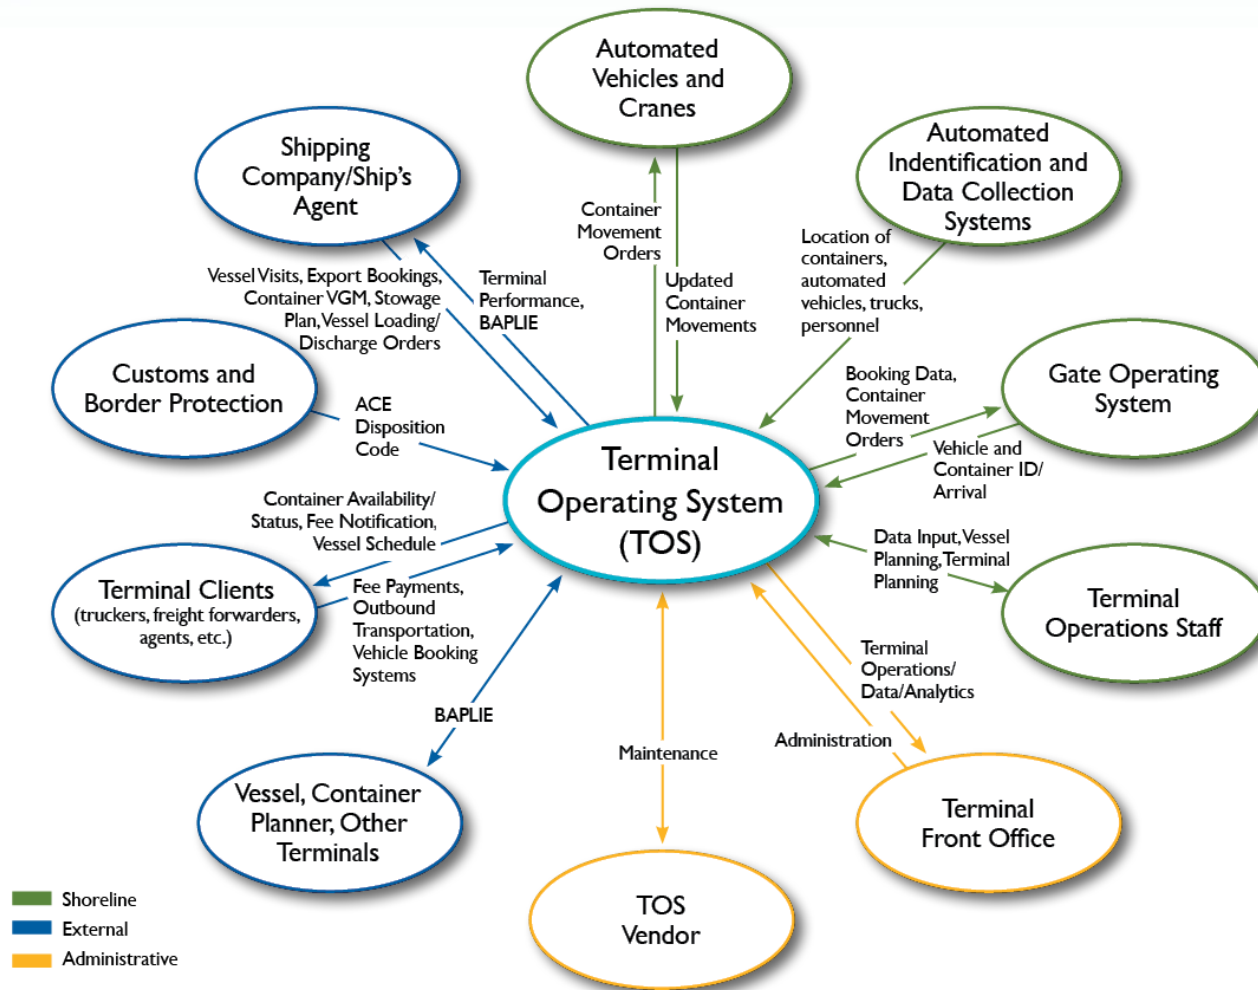 Automated
Vehicles and
Cranes
Shipping
Company/Ship's
Agent
Automated
Indentification and
Data Collection
Systems
Container
Movement
Orders
Updated
Container
Movements
Location of
containers,
automated
vehicles, trucks,
personnel
Vessel Visits, Export Bookings,
Container VGM, Stowage
Plan, Vessel Loading/
Discharge Orders
Terminal
Performance,
BAPLIE
Customs and
Border Protection
ACE
Disposition
Code
Booking Data,
Container
Movement
Orders
Gate Operating
System
Vehicle and
Container ID/
Arrival
Terminal
Operating System
(TOS)
Container Availability/
Status, Fee Notification,
Vessel Schedule
Data Input, Vessel
Planning, Terminal
Planning
Terminal Clients
(truckers, freight forwarders,
agents, etc.)
Fee Payments,
Outbound
Transportation,
Vehicle Booking
Systems
Terminal
Operations Staff
Terminal
Operations/
Data/Analytics
BAPLIE
Maintenance
Administration
Vessel, Container
Planner, Other
Terminals
Terminal
Front Office
TOS
Vendor
Shoreline
External
Administrative